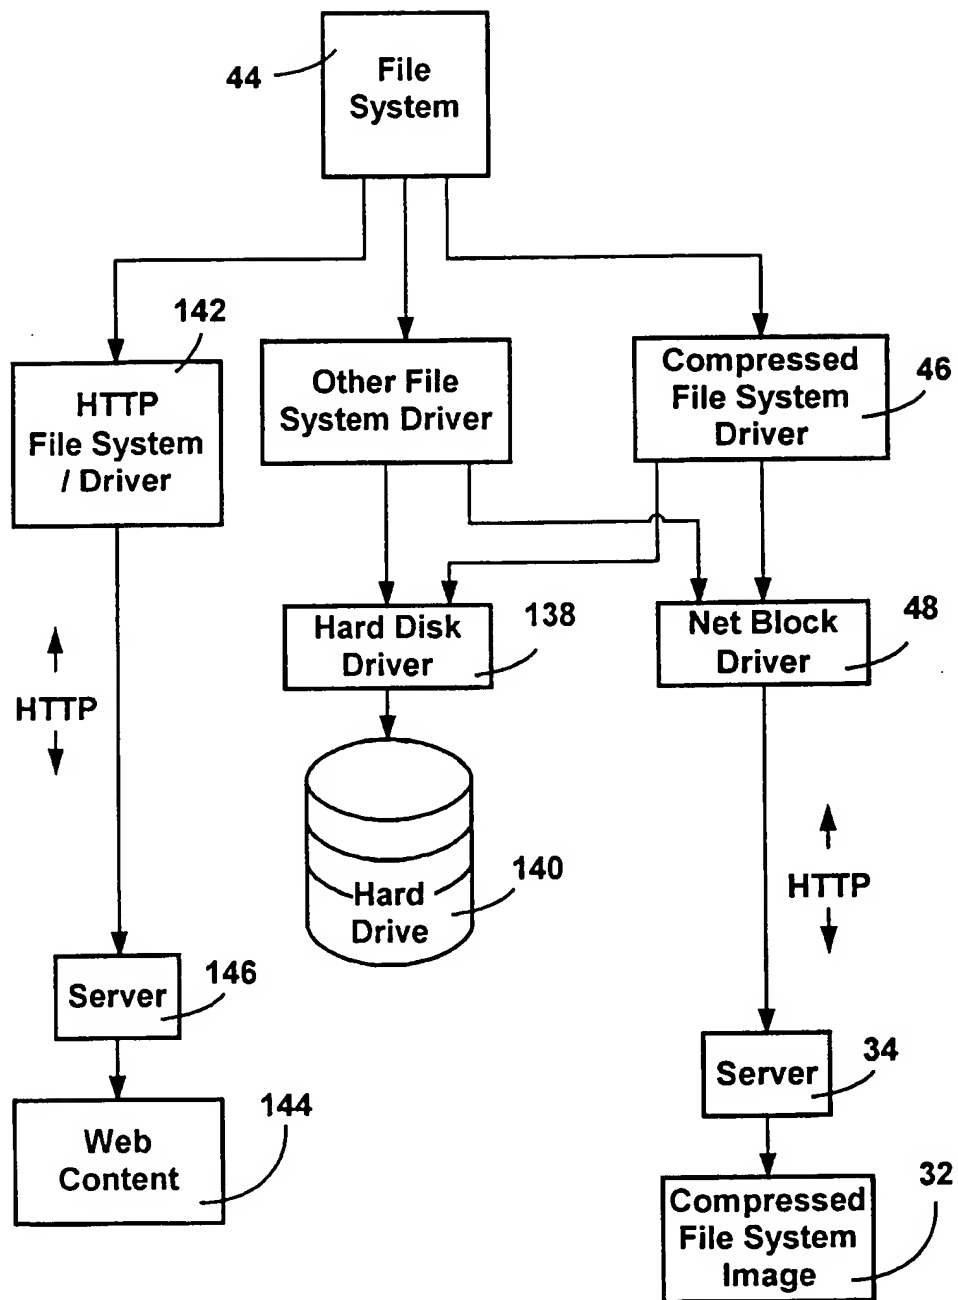 File
System
44
142
HTTP
File System
/ Driver
Other File
System Driver
Compressed
File System
Driver
46
Hard Disk
Driver
138
Net Block
Driver
48
HTTP
Hard
Drive
140
HTTP
Server
146
Server
34
Web
Content
144
Compressed
File System
Image
32